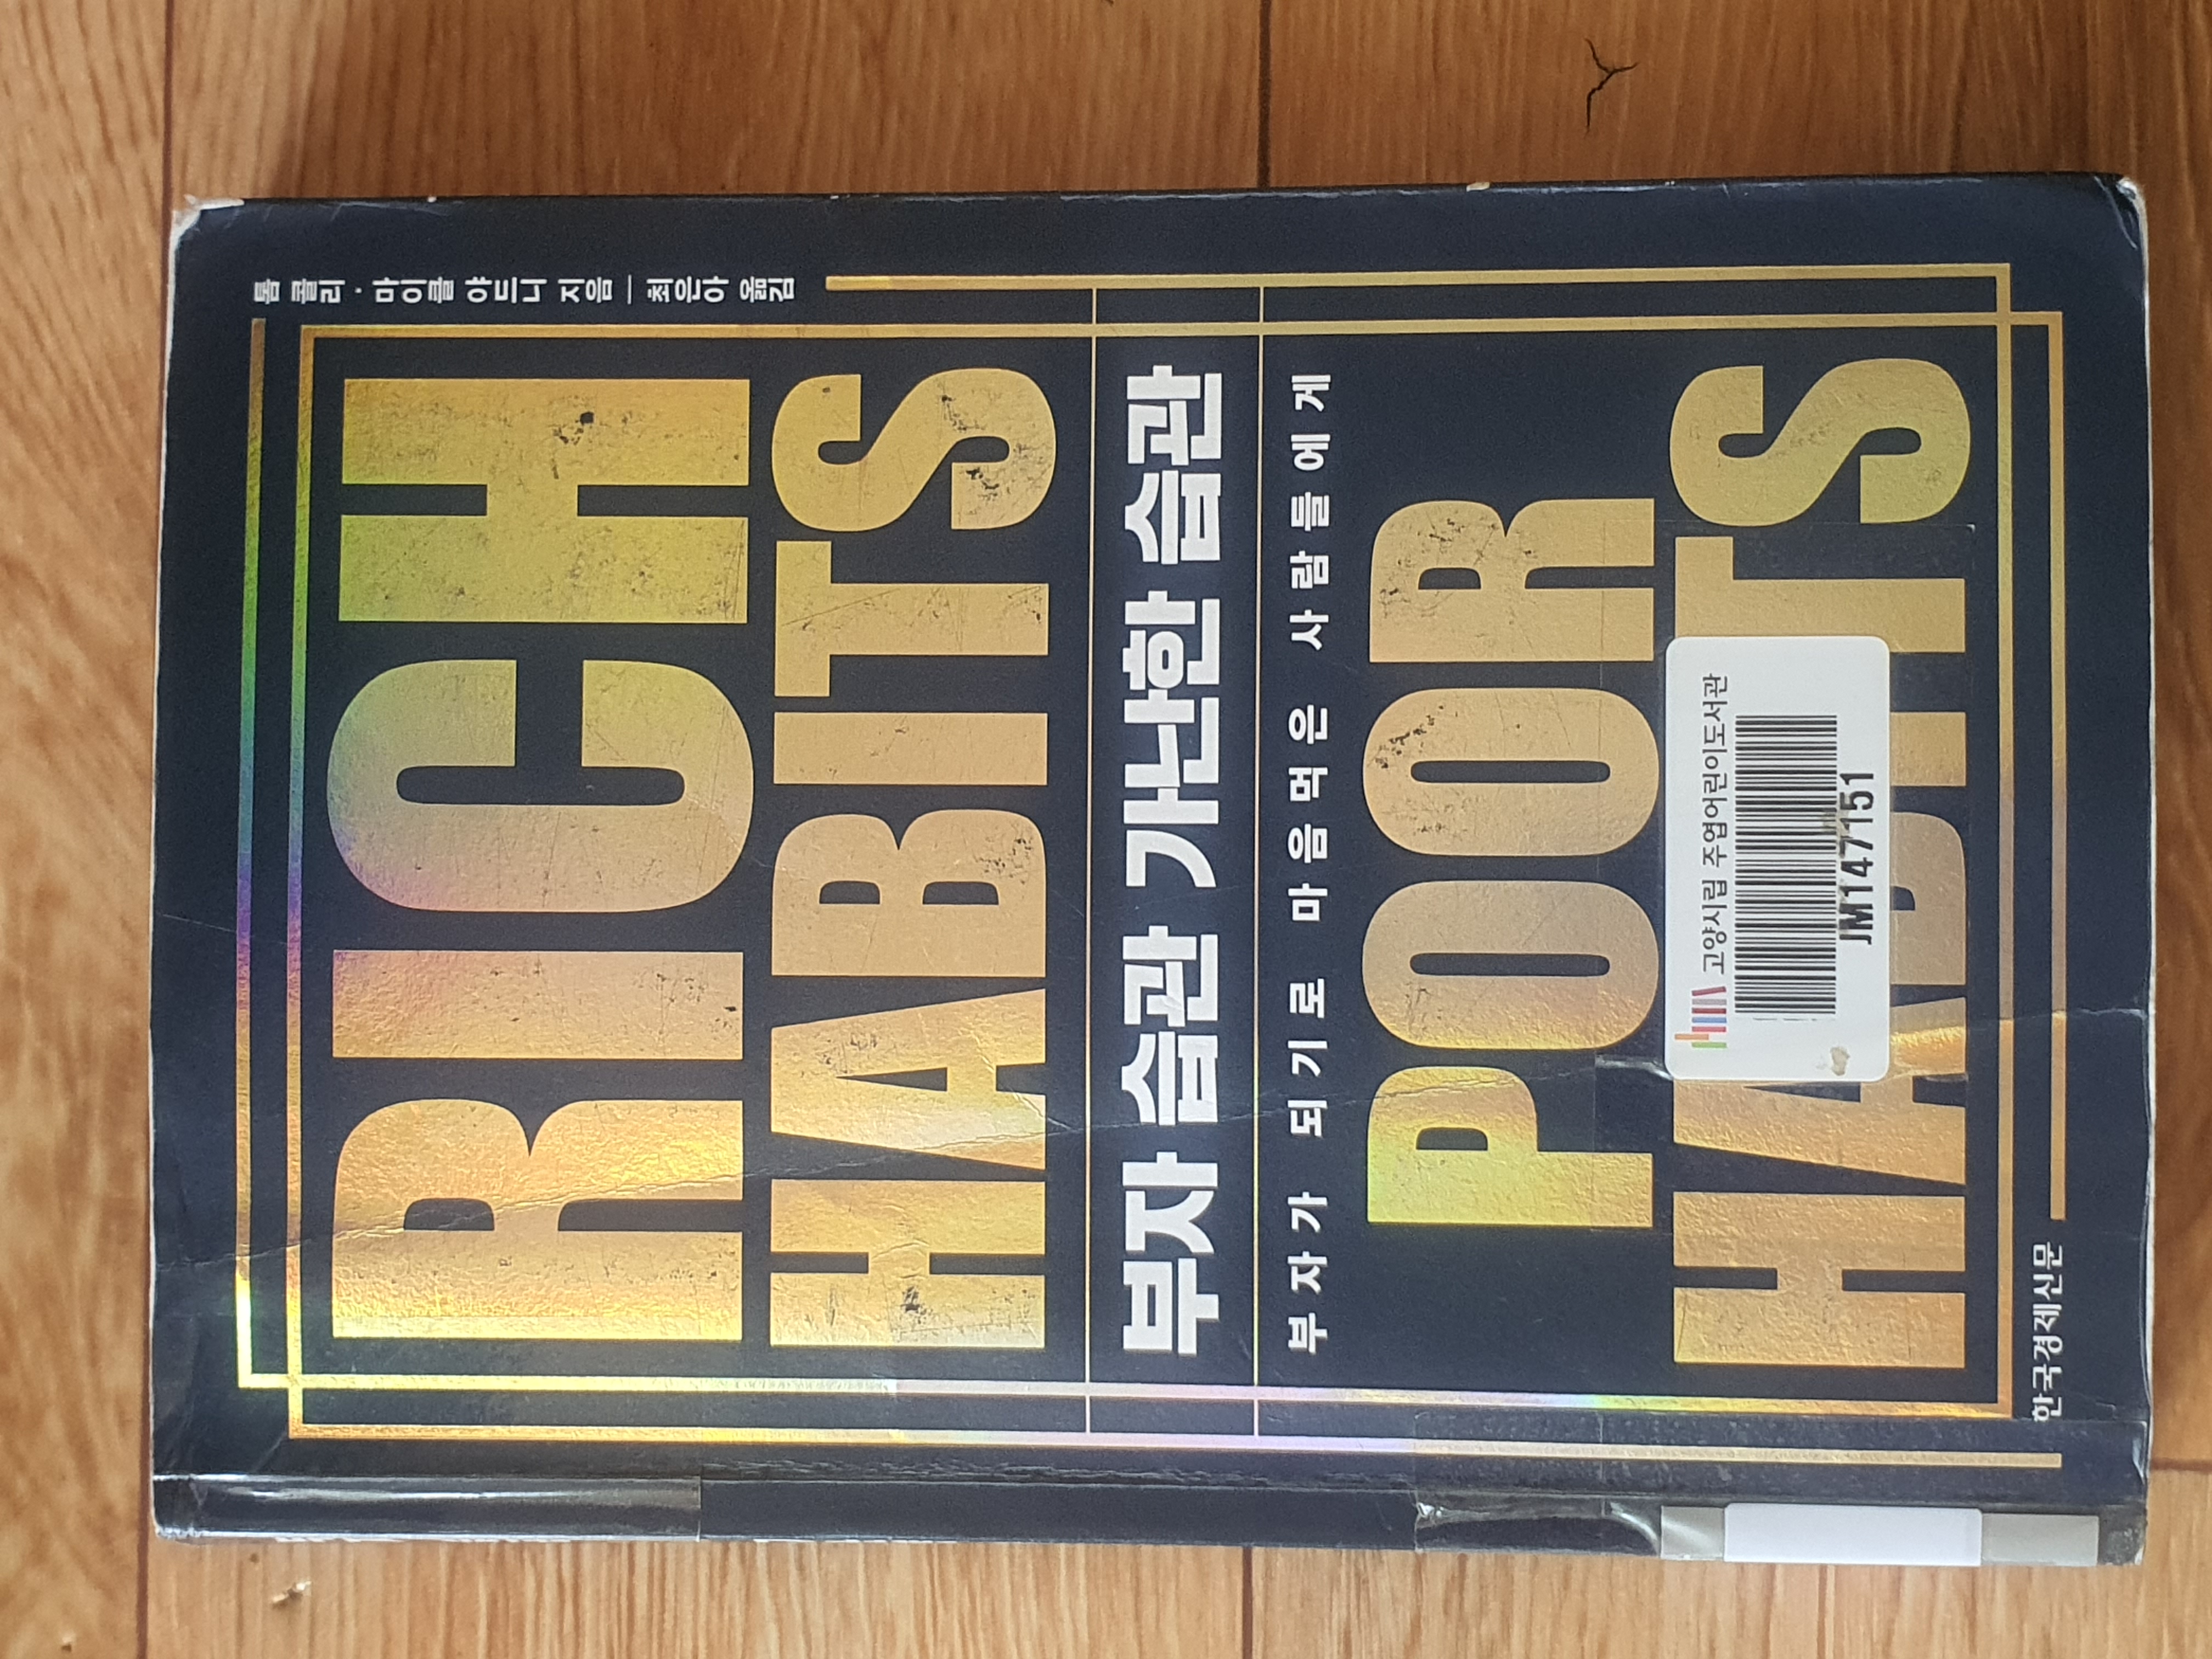 톰 콜리 · 마이클 야드니 지음 | 최은아 옮김
RICH
HABITS
부자 습관 가난한 습관
부자가 되기로 마음먹은 사람들에게
POOR
HABITS
고양시립 주엽어린이도서관
JM147151
한국경제신문